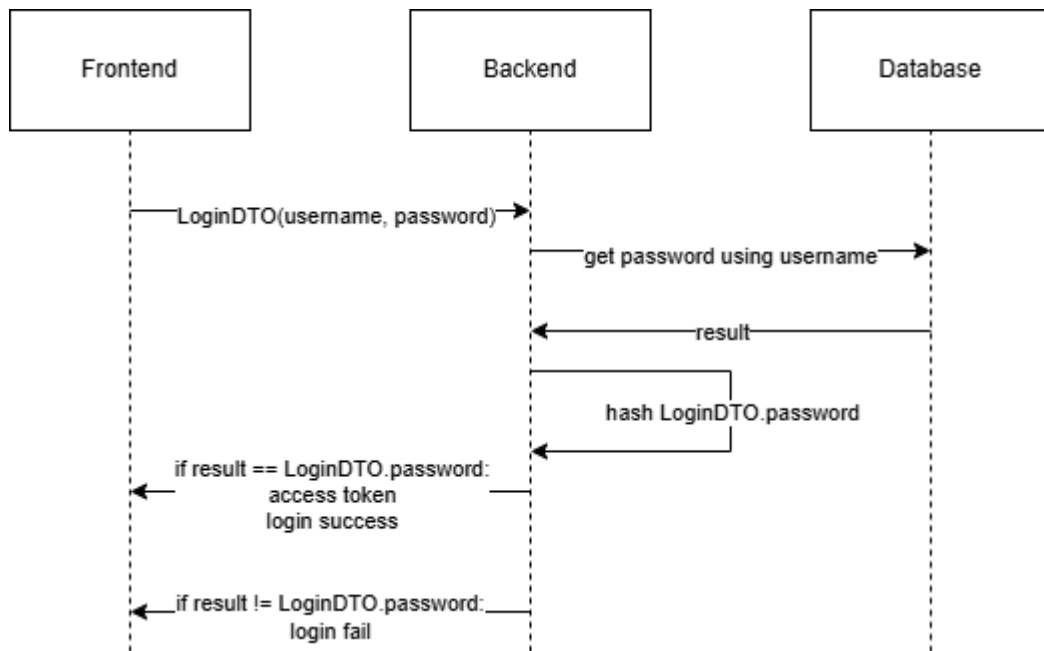 Frontend
Backend
Database
LoginDTO(username, password)
get password using username
result
hash LoginDTO.password
if result == LoginDTO.password:
access token
login success
if result != LoginDTO.password:
login fail